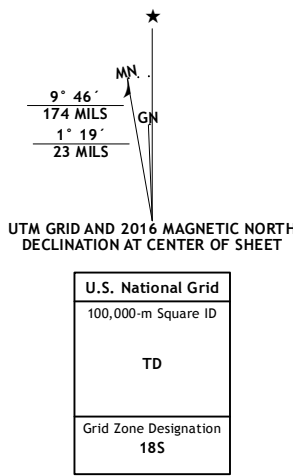 ★
MN
GN
9° 46´
174 MILS
1° 19´
23 MILS
UTM GRID AND 2016 MAGNETIC NORTH
DECLINATION AT CENTER OF SHEET
U.S. National Grid
100,000-m Square ID
TD
Grid Zone Designation
18S